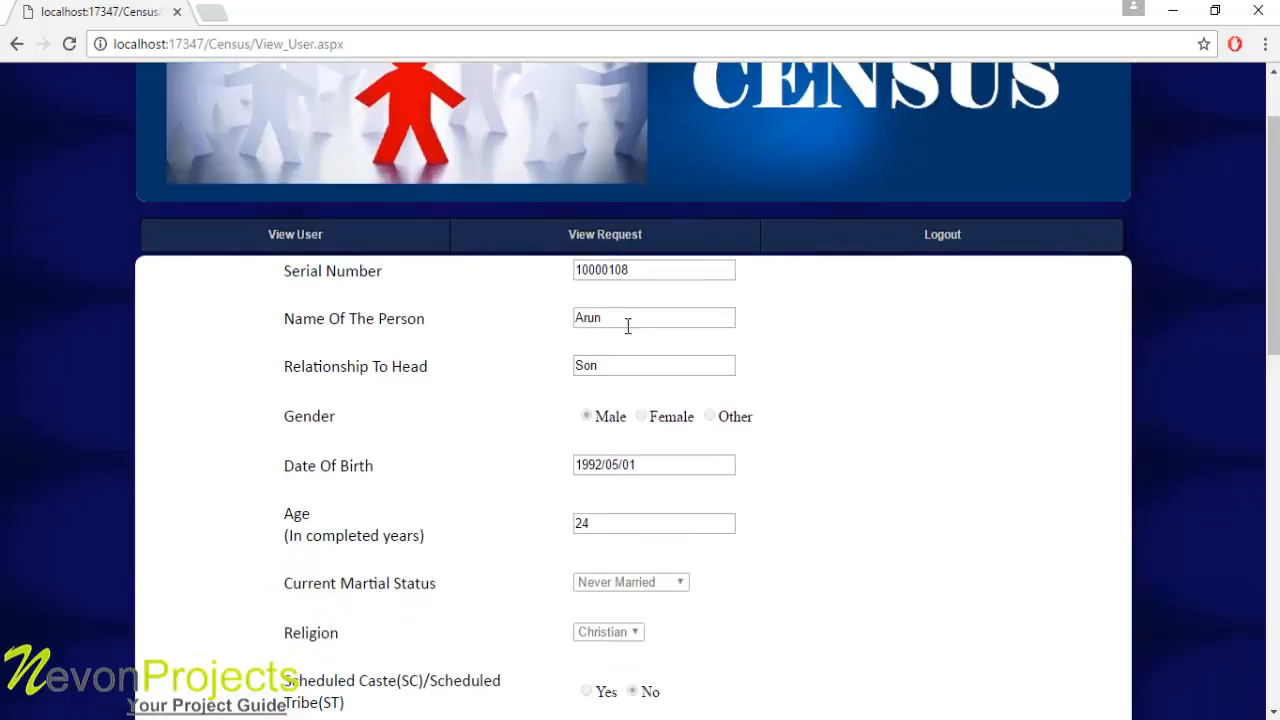 localhost:17347/Census/
localhost:17347/Census/View_User.aspx
CENSUS
View User View Request Logout
Serial Number 10000108
Name Of The Person Arun
Relationship To Head Son
Gender Male Female Other
Date Of Birth 1992/05/01
Age
(In completed years) 24
Current Martial Status Never Married
Religion Christian
Scheduled Caste(SC)/Scheduled
Tribe(ST) Yes No
NevonProjects
Your Project Guide